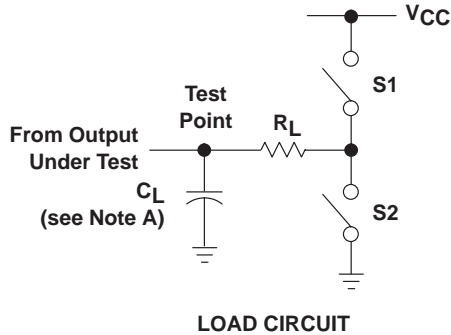 VCC
S1
Test
Point
RL
From Output
Under Test
CL
(see Note A)
S2
LOAD CIRCUIT